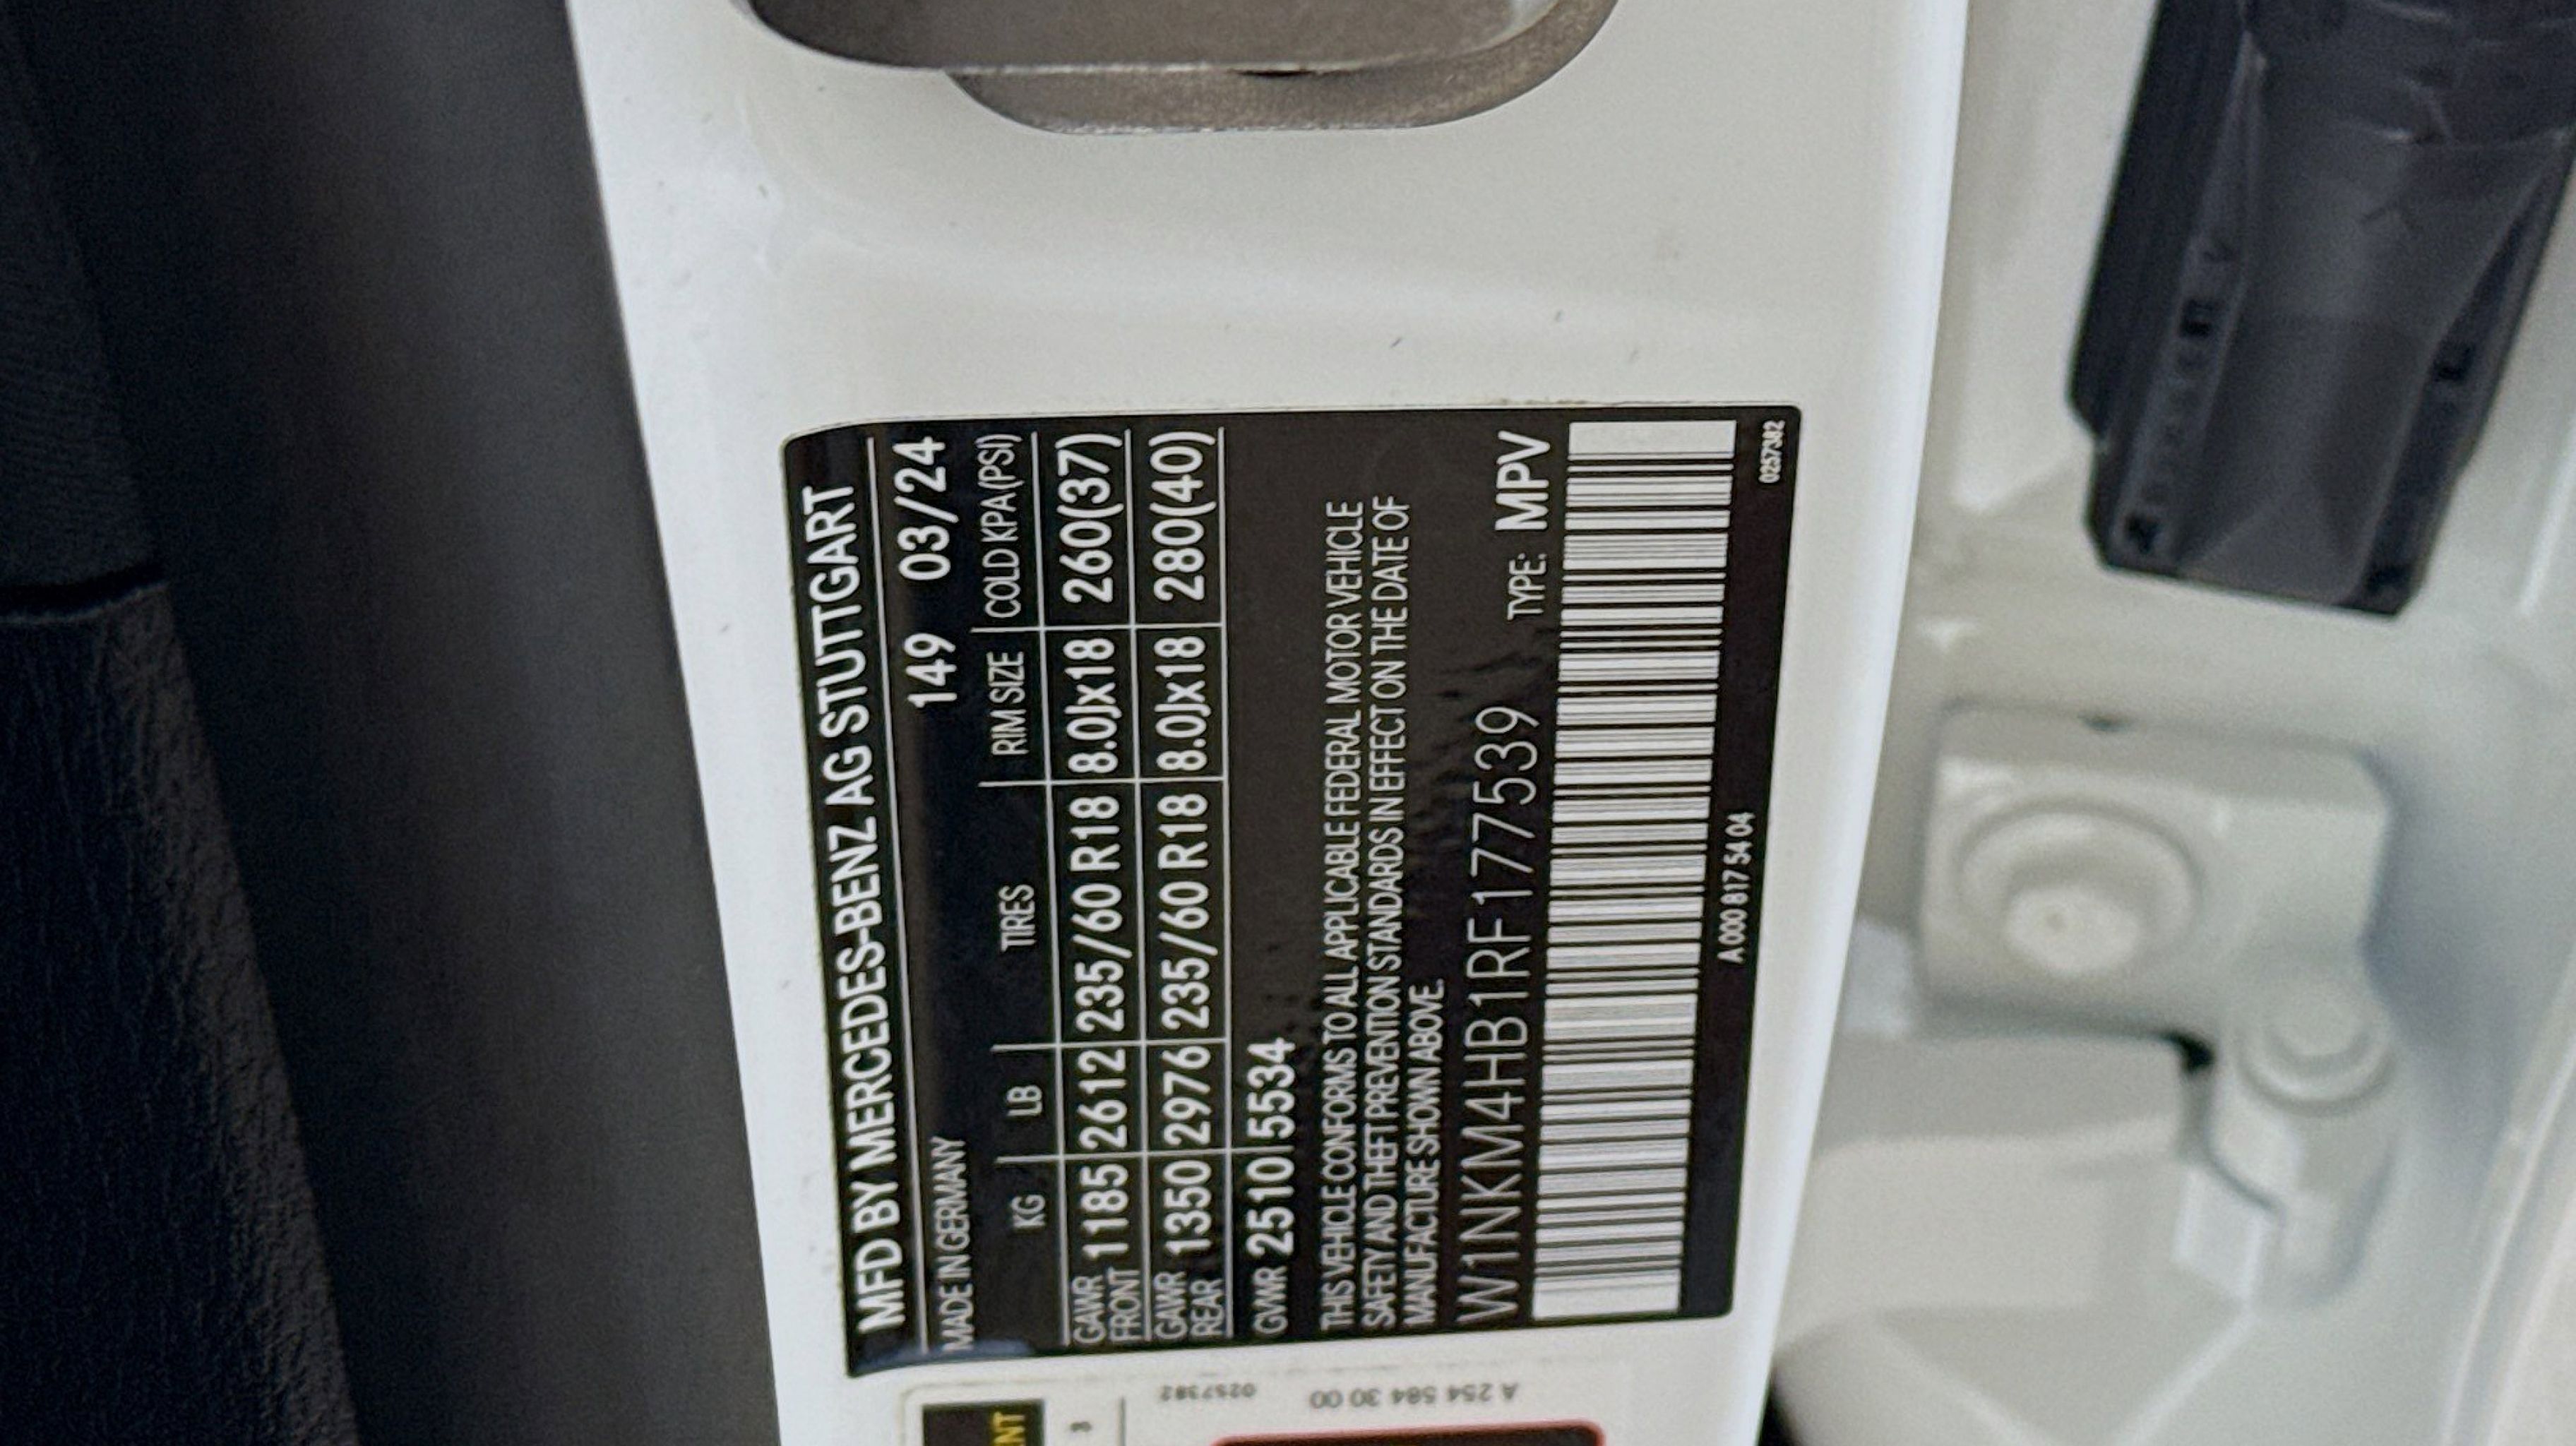 MFD BY MERCEDES-BENZ AG STUTTGART
MADE IN GERMANY 149 03/24
KG LB TIRES RIM SIZE COLD KPA(PSI)
GAWR FRONT 1185 2612 235/60 R18 8.0Jx18 260(37)
GAWR REAR 1350 2976 235/60 R18 8.0Jx18 280(40)
GVWR 2510 5534
THIS VEHICLE CONFORMS TO ALL APPLICABLE FEDERAL MOTOR VEHICLE
SAFETY AND THEFT PREVENTION STANDARDS IN EFFECT ON THE DATE OF
MANUFACTURE SHOWN ABOVE.
W1NKM4HB1RF177539 TYPE: MPV
A 000 817 54 04
02573B2
A 254 584 30 00
02573B2
3